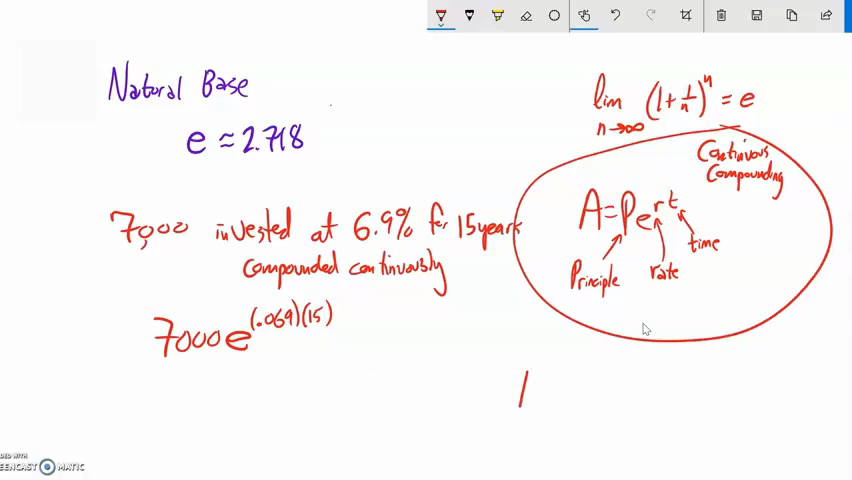 Natural Base
e ≈ 2.718
lim (1 + 1/n)^n = e
n→∞
Continuous
Compounding
A = Pe^rt
Principle
rate
time
7,000 invested at 6.9% for 15 years
compounded continuously
7000e^(.069)(15)